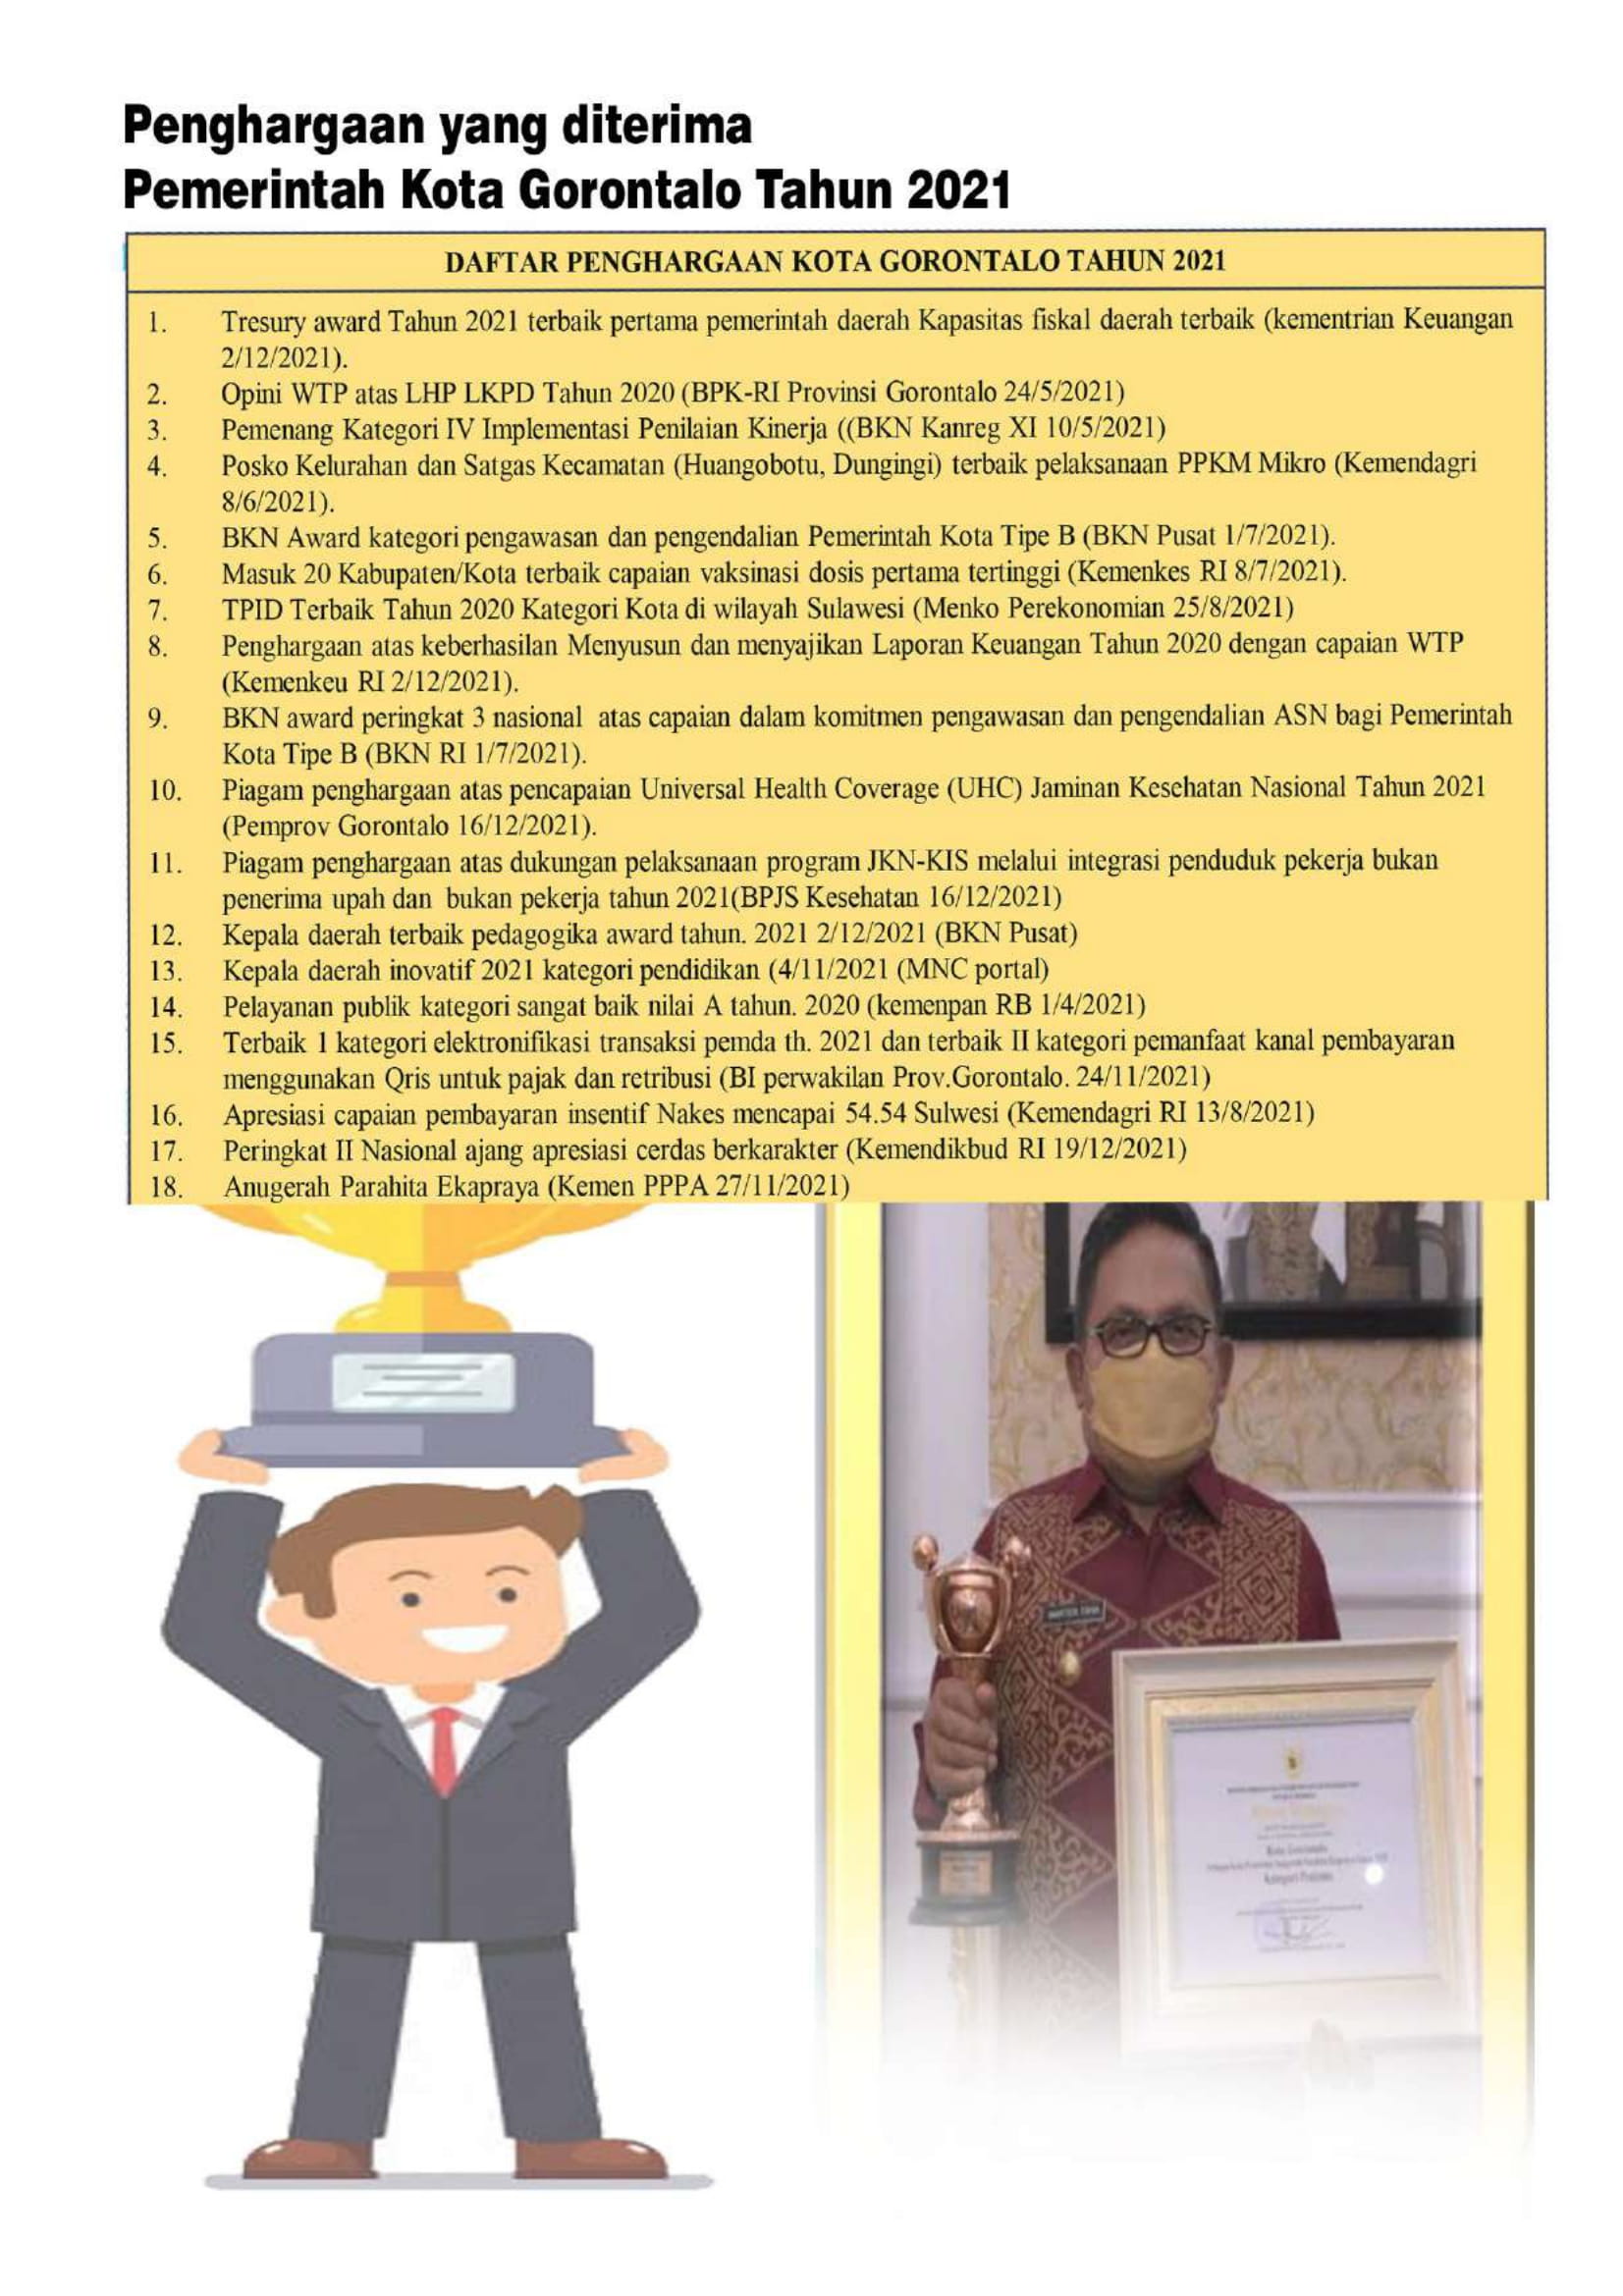 Penghargaan yang diterima
Pemerintah Kota Gorontalo Tahun 2021
DAFTAR PENGHARGAAN KOTA GORONTALO TAHUN 2021
1. Tresury award Tahun 2021 terbaik pertama pemerintah daerah Kapasitas fiskal daerah terbaik (kementrian Keuangan
2/12/2021).
2. Opini WTP atas LHP LKPD Tahun 2020 (BPK-RI Provinsi Gorontalo 24/5/2021)
3. Pemenang Kategori IV Implementasi Penilaian Kinerja ((BKN Kanreg XI 10/5/2021)
4. Posko Kelurahan dan Satgas Kecamatan (Huangobotu, Dungingi) terbaik pelaksanaan PPKM Mikro (Kemendagri
8/6/2021).
5. BKN Award kategori pengawasan dan pengendalian Pemerintah Kota Tipe B (BKN Pusat 1/7/2021).
6. Masuk 20 Kabupaten/Kota terbaik capaian vaksinasi dosis pertama tertinggi (Kemenkes RI 8/7/2021).
7. TPID Terbaik Tahun 2020 Kategori Kota di wilayah Sulawesi (Menko Perekonomian 25/8/2021)
8. Penghargaan atas keberhasilan Menyusun dan menyajikan Laporan Keuangan Tahun 2020 dengan capaian WTP
(Kemenkeu RI 2/12/2021).
9. BKN award peringkat 3 nasional atas capaian dalam komitmen pengawasan dan pengendalian ASN bagi Pemerintah
Kota Tipe B (BKN RI 1/7/2021).
10. Piagam penghargaan atas pencapaian Universal Health Coverage (UHC) Jaminan Kesehatan Nasional Tahun 2021
(Pemprov Gorontalo 16/12/2021).
11. Piagam penghargaan atas dukungan pelaksanaan program JKN-KIS melalui integrasi penduduk pekerja bukan
penerima upah dan bukan pekerja tahun 2021(BPJS Kesehatan 16/12/2021)
12. Kepala daerah terbaik pedagogika award tahun. 2021 2/12/2021 (BKN Pusat)
13. Kepala daerah inovatif 2021 kategori pendidikan (4/11/2021 (MNC portal)
14. Pelayanan publik kategori sangat baik nilai A tahun. 2020 (kemenpan RB 1/4/2021)
15. Terbaik 1 kategori elektronifikasi transaksi pemda th. 2021 dan terbaik II kategori pemanfaat kanal pembayaran
menggunakan Qris untuk pajak dan retribusi (BI perwakilan Prov.Gorontalo. 24/11/2021)
16. Apresiasi capaian pembayaran insentif Nakes mencapai 54.54 Sulwesi (Kemendagri RI 13/8/2021)
17. Peringkat II Nasional ajang apresiasi cerdas berkarakter (Kemendikbud RI 19/12/2021)
18. Anugerah Parahita Ekapraya (Kemen PPPA 27/11/2021)